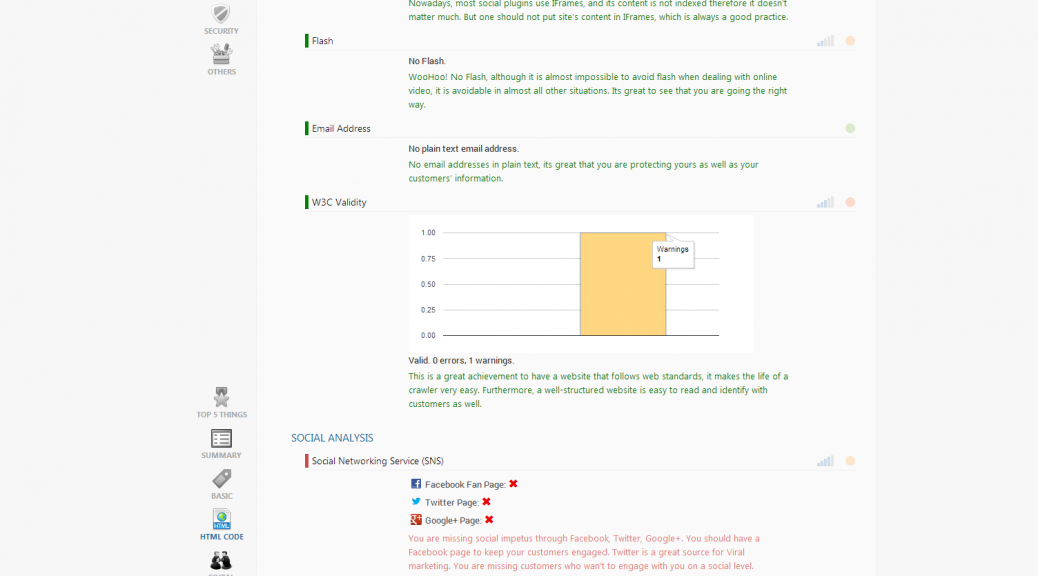 Nowadays, most social plugins use IFrames, and its content is not indexed therefore it doesn't
matter much. But one should not put site's content in IFrames, which is always a good practice.
SECURITY
OTHERS
Flash
No Flash.
WooHoo! No Flash, although it is almost impossible to avoid flash when dealing with online
video, it is avoidable in almost all other situations. Its great to see that you are going the right
way.
Email Address
No plain text email address.
No email addresses in plain text, its great that you are protecting yours as well as your
customers' information.
W3C Validity
1.00
0.75
0.50
0.25
0.00
Warnings
1
Valid. 0 errors, 1 warnings.
This is a great achievement to have a website that follows web standards, it makes the life of a
crawler very easy. Furthermore, a well-structured website is easy to read and identify with
customers as well.
TOP 5 THINGS
SUMMARY
BASIC
HTML
HTML CODE
SOCIAL ANALYSIS
Social Networking Service (SNS)
Facebook Fan Page:
Twitter Page:
Google+ Page:
You are missing social impetus through Facebook, Twitter, Google+. You should have a
Facebook page to keep your customers engaged. Twitter is a great source for Viral
marketing. You are missing customers who wan't to engage with you on a social level.